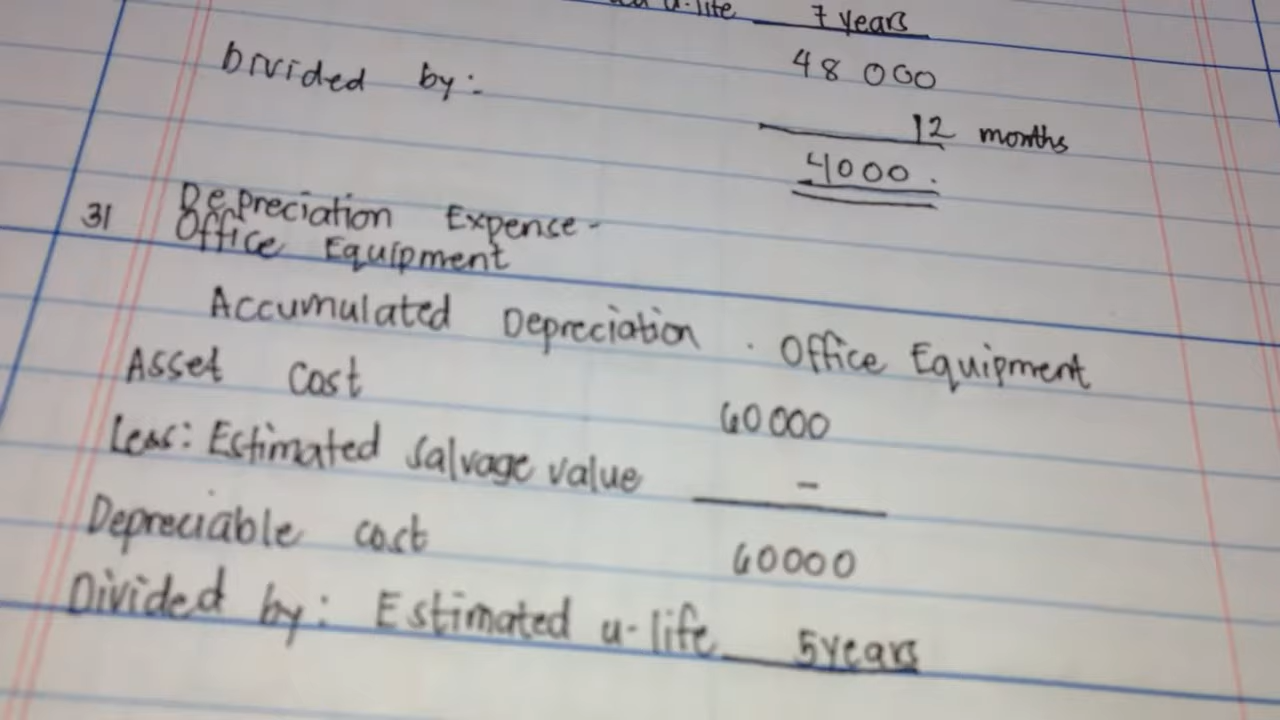 u-life 7 years
48 000
Divided by: 12 months
4000.
31 Depreciation Expense -
Office Equipment
Accumulated Depreciation . Office Equipment
Asset Cost 60000
Less: Estimated Salvage value -
Depreciable cost 60000
Divided by: Estimated u-life 5years